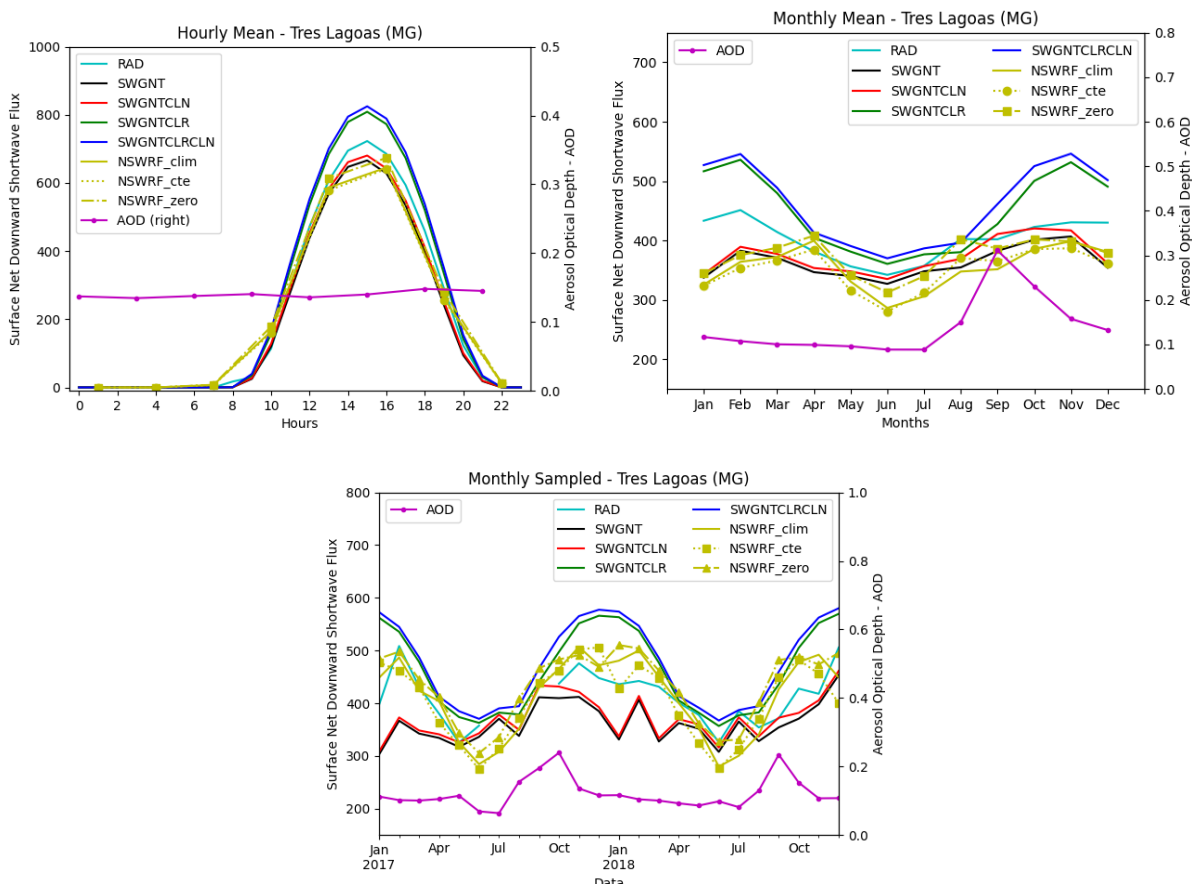 Hourly Mean - Tres Lagoas (MG)
Surface Net Downward Shortwave Flux
1000
800
600
400
200
0
RAD
SWGNT
SWGNTCLN
SWGNTCLR
SWGNTCLRCLN
NSWRF_clim
NSWRF_cte
NSWRF_zero
AOD (right)
0.5
0.4
0.3
0.2
0.1
0.0
Aerosol Optical Depth - AOD
0 2 4 6 8 10 12 14 16 18 20 22
Hours
Monthly Mean - Tres Lagoas (MG)
Surface Net Downward Shortwave Flux
700
600
500
400
300
200
AOD
RAD
SWGNT
SWGNTCLN
SWGNTCLR
SWGNTCLRCLN
NSWRF_clim
NSWRF_cte
NSWRF_zero
0.8
0.7
0.6
0.5
0.4
0.3
0.2
0.1
0.0
Aerosol Optical Depth - AOD
Jan Feb Mar Apr May Jun Jul Aug Sep Oct Nov Dec
Months
Monthly Sampled - Tres Lagoas (MG)
Surface Net Downward Shortwave Flux
800
700
600
500
400
300
200
AOD
RAD
SWGNT
SWGNTCLN
SWGNTCLR
SWGNTCLRCLN
NSWRF_clim
NSWRF_cte
NSWRF_zero
1.0
0.8
0.6
0.4
0.2
0.0
Aerosol Optical Depth - AOD
Jan Apr Jul Oct Jan Apr Jul Oct
2017 2018
Data